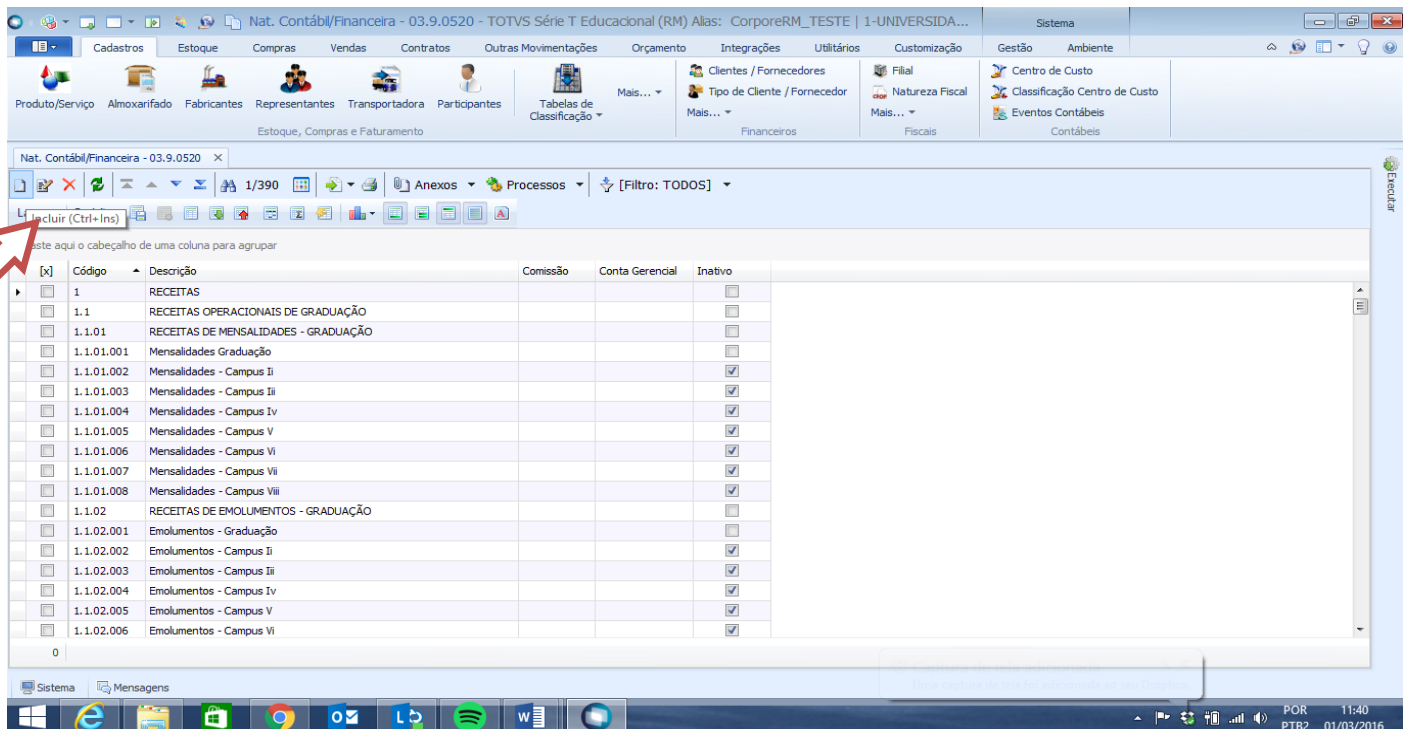 Nat. Contábil/Financeira - 03.9.0520 - TOTVS Série T Educacional (RM) Alias: CorporeRM_TESTE | 1-UNIVERSIDA...
Sistema
Cadastros Estoque Compras Vendas Contratos Outras Movimentações Orçamento Integrações Utilitários Customização Gestão Ambiente
Clientes / Fornecedores Filial Centro de Custo
Produto/Serviço Almoxarifado Fabricantes Representantes Transportadora Participantes Tabelas de Classificação Mais... Tipo de Cliente / Fornecedor Natureza Fiscal Classificação Centro de Custo
Mais... Mais... Eventos Contábeis
Estoque, Compras e Faturamento Financeiros Fiscais Contábeis
Nat. Contábil/Financeira - 03.9.0520
1/390 Anexos Processos [Filtro: TODOS]
Incluir (Ctrl+Ins)
aste aqui o cabeçalho de uma coluna para agrupar
[x] Código Descrição Comissão Conta Gerencial Inativo
1 RECEITAS
1.1 RECEITAS OPERACIONAIS DE GRADUAÇÃO
1.1.01 RECEITAS DE MENSALIDADES - GRADUAÇÃO
1.1.01.001 Mensalidades Graduação
1.1.01.002 Mensalidades - Campus Ii
1.1.01.003 Mensalidades - Campus Iii
1.1.01.004 Mensalidades - Campus Iv
1.1.01.005 Mensalidades - Campus V
1.1.01.006 Mensalidades - Campus Vi
1.1.01.007 Mensalidades - Campus Vii
1.1.01.008 Mensalidades - Campus Viii
1.1.02 RECEITAS DE EMOLUMENTOS - GRADUAÇÃO
1.1.02.001 Emolumentos - Graduação
1.1.02.002 Emolumentos - Campus Ii
1.1.02.003 Emolumentos - Campus Iii
1.1.02.004 Emolumentos - Campus Iv
1.1.02.005 Emolumentos - Campus V
1.1.02.006 Emolumentos - Campus Vi
0
Executar
Sistema Mensagens
POR 11:40
PTB2 01/03/2016